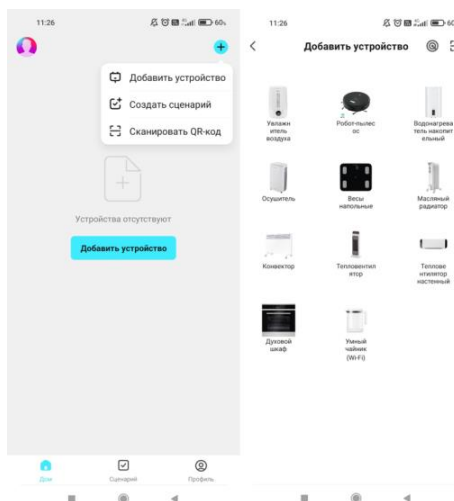 11:26
60%
Добавить устройство
Создать сценарий
Сканировать QR-код
Устройства отсутствуют
Добавить устройство
Дом
Сценарий
Профиль
11:26
60%
Добавить устройство
Увлажн
итель
воздуха
Робот-пылес
ос
Водонагрева
тель накопит
ельный
Осушитель
Весы
напольные
Масляный
радиатор
Конвектор
Тепловентил
ятор
Теплове
нтилятор
настенный
Духовой
шкаф
Умный
чайник
(Wi-Fi)